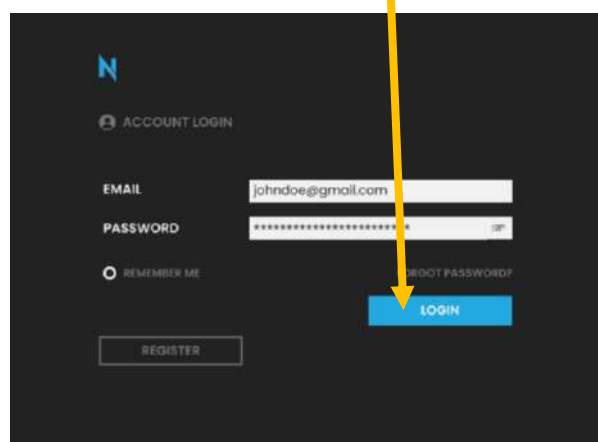 N
ACCOUNT LOGIN
EMAIL
johndoe@gmail.com
PASSWORD
************************
REMEMBER ME
FORGOT PASSWORD?
LOGIN
REGISTER